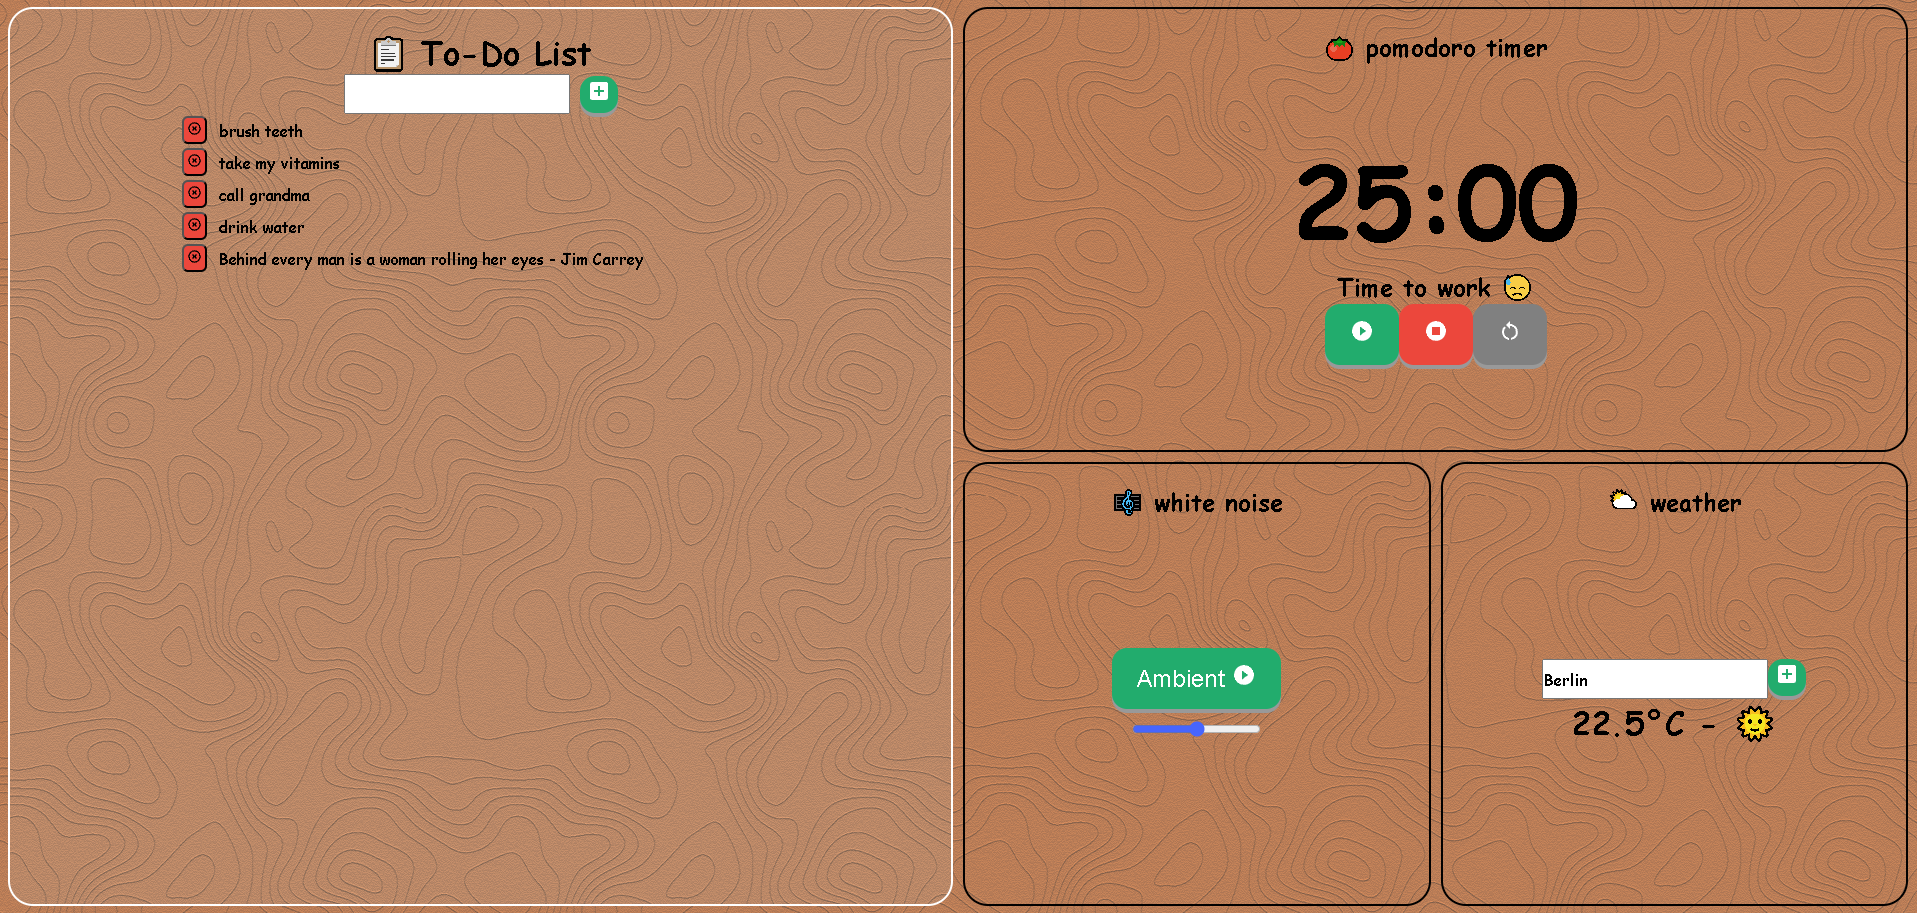 To-Do List
brush teeth
take my vitamins
call grandma
drink water
Behind every man is a woman rolling her eyes - Jim Carrey
pomodoro timer
25:00
Time to work
white noise
Ambient
weather
Berlin
22.5°C -